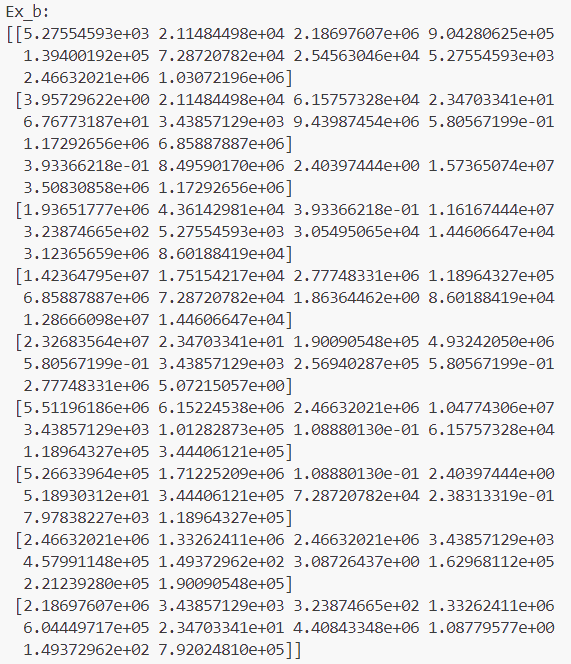 Ex_b:
[[5.27554593e+03 2.11484498e+04 2.18697607e+06 9.04280625e+05
1.39400192e+05 7.28720782e+04 2.54563046e+04 5.27554593e+03
2.46632021e+06 1.03072196e+06]
[3.95729622e+00 2.11484498e+04 6.15757328e+04 2.34703341e+01
6.76773187e+01 3.43857129e+03 9.43987454e+06 5.80567199e-01
1.17292656e+06 6.85887887e+06]
3.93366218e-01 8.49590170e+06 2.40397444e+00 1.57365074e+07
3.50830858e+06 1.17292656e+06]
[1.93651777e+06 4.36142981e+04 3.93366218e-01 1.16167444e+07
3.23874665e+02 5.27554593e+03 3.05495065e+04 1.44606647e+04
3.12365659e+06 8.60188419e+04]
[1.42364795e+07 1.75154217e+04 2.77748331e+06 1.18964327e+05
6.85887887e+06 7.28720782e+04 1.86364462e+00 8.60188419e+04
1.28666098e+07 1.44606647e+04]
[2.32683564e+07 2.34703341e+01 1.90090548e+05 4.93242050e+06
5.80567199e-01 3.43857129e+03 2.56940287e+05 5.80567199e-01
2.77748331e+06 5.07215057e+00]
[5.51196186e+06 6.15224538e+06 2.46632021e+06 1.04774306e+07
3.43857129e+03 1.01282873e+05 1.08880130e-01 6.15757328e+04
1.18964327e+05 3.44406121e+05]
[5.26633964e+05 1.71225209e+06 1.08880130e-01 2.40397444e+00
5.18930312e+01 3.44406121e+05 7.28720782e+04 2.38313319e-01
7.97838227e+03 1.18964327e+05]
[2.46632021e+06 1.33262411e+06 2.46632021e+06 3.43857129e+03
4.57991148e+05 1.49372962e+02 3.08726437e+00 1.62968112e+05
2.21239280e+05 1.90090548e+05]
[2.18697607e+06 3.43857129e+03 3.23874665e+02 1.33262411e+06
6.04449717e+05 2.34703341e+01 4.40843348e+06 1.08779577e+00
1.49372962e+02 7.92024810e+05]]